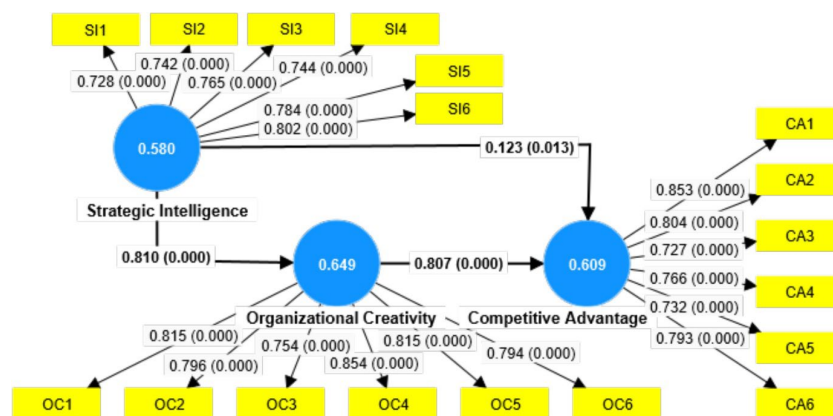 SI1
SI2
SI3
SI4
0.728 (0.000)
0.742 (0.000)
0.765 (0.000)
0.744 (0.000)
SI5
0.784 (0.000)
SI6
0.802 (0.000)
0.580
0.123 (0.013)
Strategic Intelligence
0.810 (0.000)
0.649
0.807 (0.000)
0.609
Organizational Creativity
Competitive Advantage
CA1
0.853 (0.000)
CA2
0.804 (0.000)
CA3
0.727 (0.000)
CA4
0.766 (0.000)
CA5
0.732 (0.000)
0.793 (0.000)
CA6
0.815 (0.000)
0.796 (0.000)
0.754 (0.000)
0.854 (0.000)
0.815 (0.000)
0.794 (0.000)
OC1
OC2
OC3
OC4
OC5
OC6